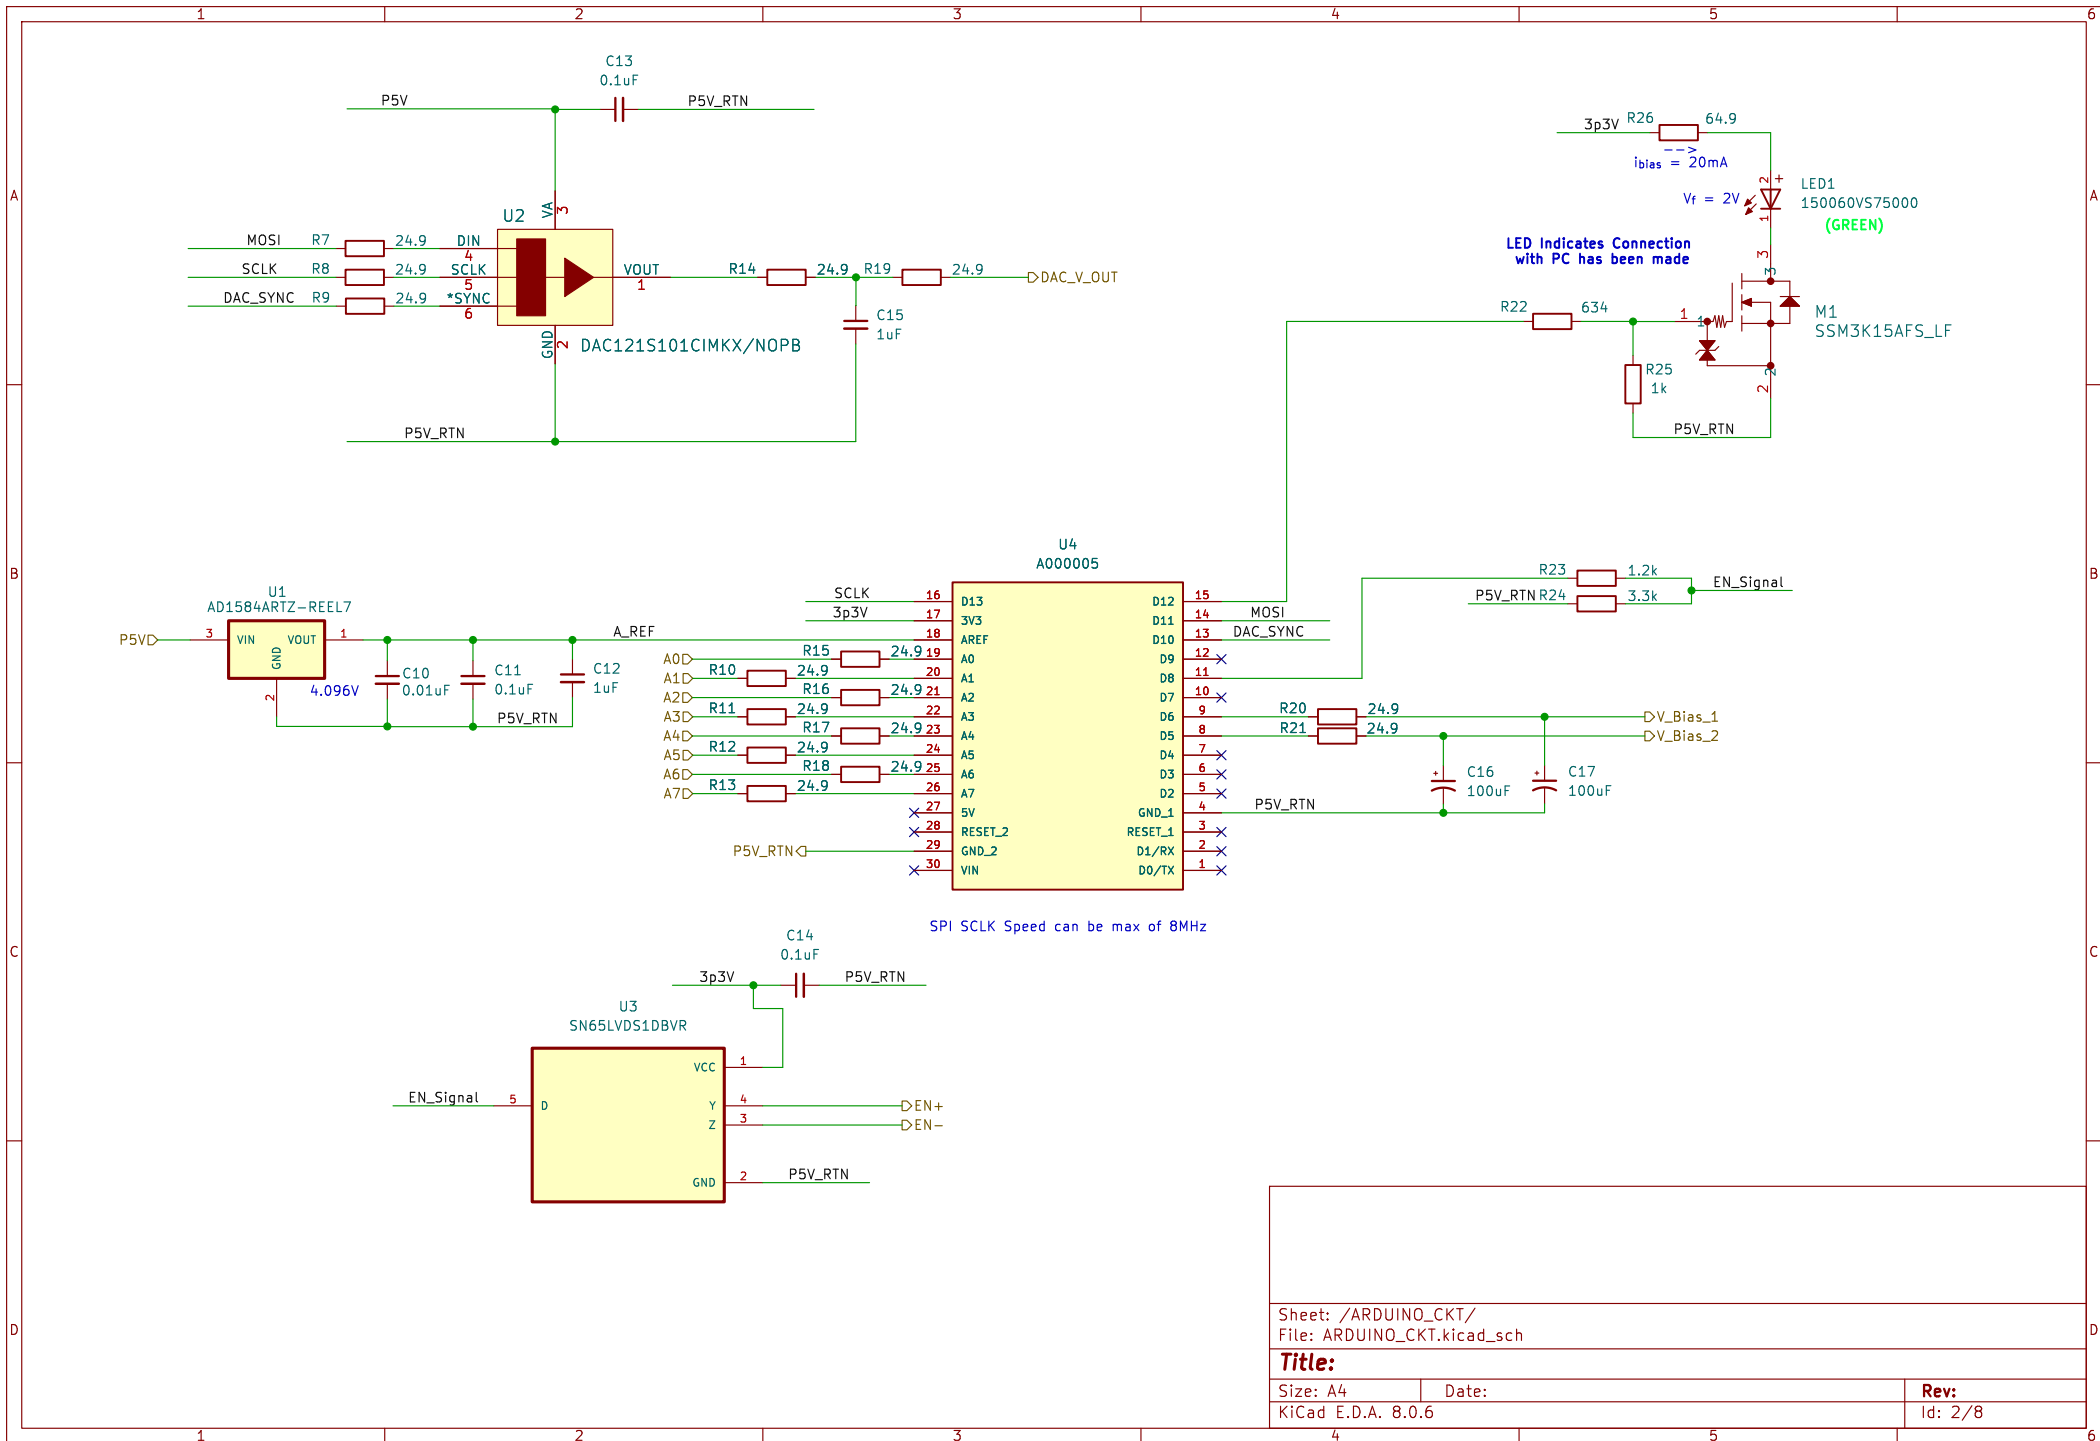 1 2 3 4 5 6
A
B
C
D
A
B
C
D
1 2 3 4 5 6
C13
0.1uF
P5V
P5V_RTN
U2
VA
3
MOSI
R7
24.9
DIN
4
SCLK
R8
24.9
SCLK
5
DAC_SYNC
R9
24.9
*SYNC
6
VOUT
1
GND
2
DAC121S101CIMKX/NOPB
R14
24.9
R19
24.9
DAC_V_OUT
C15
1uF
P5V_RTN
3p3V
R26
64.9
-->
ibias = 20mA
Vf = 2V
2
+
1
LED1
150060VS75000
(GREEN)
LED Indicates Connection
with PC has been made
3
3
R22
634
1
1
M1
SSM3K15AFS_LF
R25
1k
2
2
P5V_RTN
U1
AD1584ARTZ-REEL7
P5V
3
VIN
VOUT
1
GND
2
4.096V
C10
0.01uF
C11
0.1uF
C12
1uF
A_REF
P5V_RTN
U4
A000005
SCLK
16
D13
3p3V
17
3V3
18
AREF
A0
R15
24.9
19
A0
A1
R10
24.9
20
A1
A2
R16
24.9
21
A2
A3
R11
24.9
22
A3
A4
R17
24.9
23
A4
A5
R12
24.9
24
A5
A6
R18
24.9
25
A6
A7
R13
24.9
26
A7
27
5V
28
RESET_2
P5V_RTN
29
GND_2
30
VIN
D12
15
D11
14
MOSI
D10
13
DAC_SYNC
D9
12
D8
11
D7
10
D6
9
R20
24.9
V_Bias_1
D5
8
R21
24.9
V_Bias_2
D4
7
D3
6
D2
5
GND_1
4
P5V_RTN
RESET_1
3
D1/RX
2
D0/TX
1
R23
1.2k
P5V_RTN
R24
3.3k
EN_Signal
+
C16
100uF
+
C17
100uF
SPI SCLK Speed can be max of 8MHz
C14
0.1uF
3p3V
P5V_RTN
U3
SN65LVDS1DBVR
VCC
1
EN_Signal
5
D
Y
4
EN+
Z
3
EN-
GND
2
P5V_RTN
Sheet: /ARDUINO_CKT/
File: ARDUINO_CKT.kicad_sch
Title:
Size: A4
Date:
Rev:
KiCad E.D.A. 8.0.6
Id: 2/8